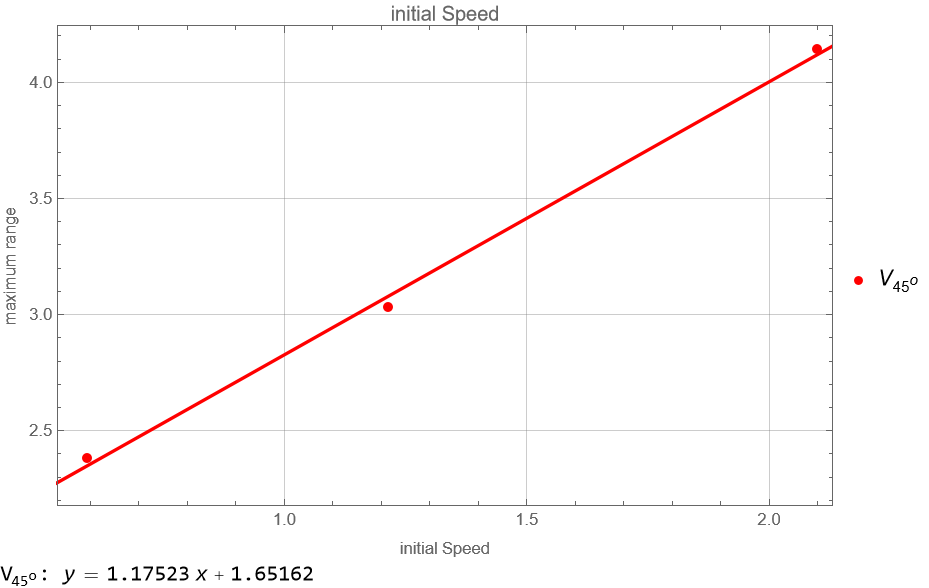 initial Speed
maximum range
4.0
3.5
3.0
2.5
1.0 1.5 2.0
initial Speed
V45o
V45o: y = 1.17523 x + 1.65162